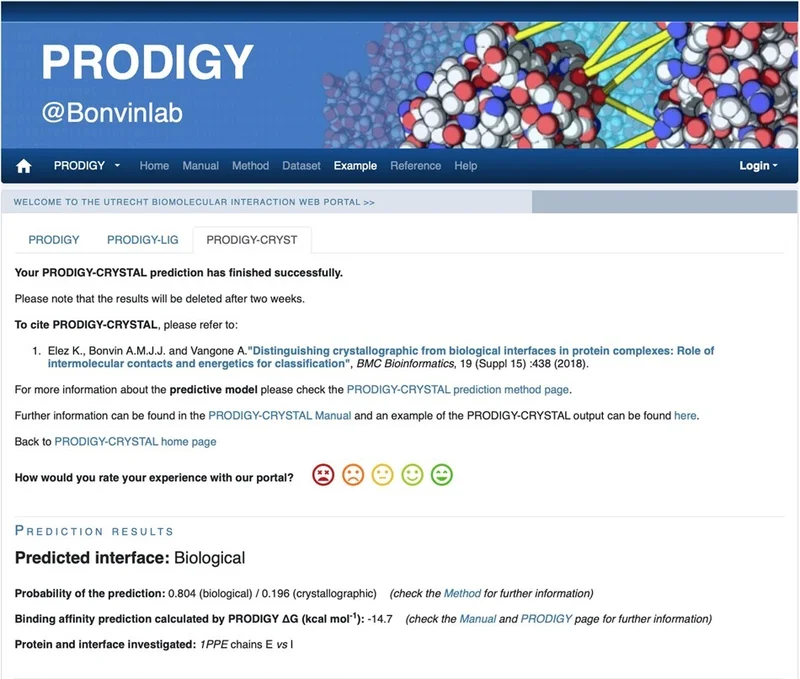 PRODIGY
@Bonvinlab
PRODIGY Home Manual Method Dataset Example Reference Help Login
WELCOME TO THE UTRECHT BIOMOLECULAR INTERACTION WEB PORTAL >>
PRODIGY PRODIGY-LIG PRODIGY-CRYST
Your PRODIGY-CRYSTAL prediction has finished successfully.
Please note that the results will be deleted after two weeks.
To cite PRODIGY-CRYSTAL, please refer to:
1. Elez K., Bonvin A.M.J.J. and Vangone A."Distinguishing crystallographic from biological interfaces in protein complexes: Role of
intermolecular contacts and energetics for classification", BMC Bioinformatics, 19 (Suppl 15) :438 (2018).
For more information about the predictive model please check the PRODIGY-CRYSTAL prediction method page.
Further information can be found in the PRODIGY-CRYSTAL Manual and an example of the PRODIGY-CRYSTAL output can be found here.
Back to PRODIGY-CRYSTAL home page
How would you rate your experience with our portal?
PREDICTION RESULTS
Predicted interface: Biological
Probability of the prediction: 0.804 (biological) / 0.196 (crystallographic) (check the Method for further information)
Binding affinity prediction calculated by PRODIGY ΔG (kcal mol⁻¹): -14.7 (check the Manual and PRODIGY page for further information)
Protein and interface investigated: 1PPE chains E vs I